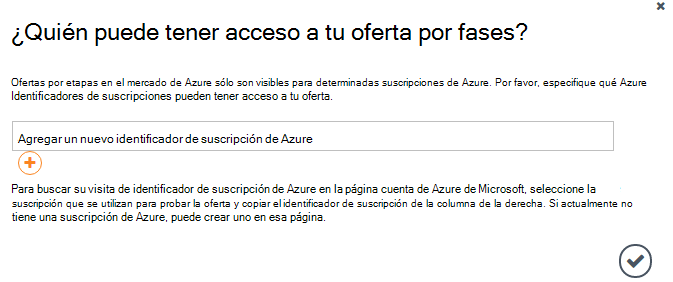 ¿Quién puede tener acceso a tu oferta por fases?
Ofertas por etapas en el mercado de Azure sólo son visibles para determinadas suscripciones de Azure. Por favor, especifique qué Azure
Identificadores de suscripciones pueden tener acceso a tu oferta.
Agregar un nuevo identificador de suscripción de Azure
Para buscar su visita de identificador de suscripción de Azure en la página cuenta de Azure de Microsoft, seleccione la
suscripción que se utilizan para probar la oferta y copiar el identificador de suscripción de la columna de la derecha. Si actualmente no
tiene una suscripción de Azure, puede crear uno en esa página.